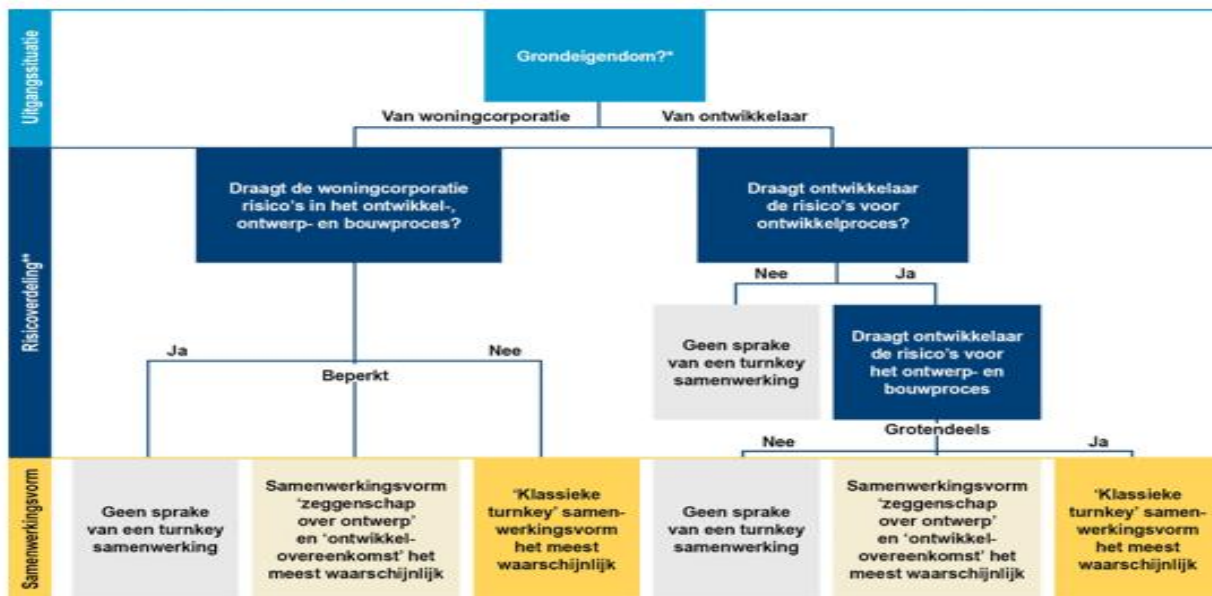 Uitgangssituatie
Grondeigendom?*
Van woningcorporatie
Van ontwikkelaar
Risicoverdeling**
Draagt de woningcorporatie
risico's in het ontwikkel-,
ontwerp- en bouwproces?
Draagt ontwikkelaar
de risico's voor
ontwikkelproces?
Nee
Ja
Geen sprake
van een turnkey
samenwerking
Draagt ontwikkelaar
de risico's voor
het ontwerp- en
bouwproces
Ja
Beperkt
Nee
Nee
Grotendeels
Ja
Samenwerkingsvorm
Geen sprake
van een turnkey
samenwerking
Samenwerkingsvorm
'zeggenschap
over ontwerp'
en 'ontwikkel-
overeenkomst' het
meest waarschijnlijk
'Klassieke
turnkey' samen-
werkingsvorm
het meest
waarschijnlijk
Geen sprake
van een turnkey
samenwerking
Samenwerkingsvorm
'zeggenschap
over ontwerp'
en 'ontwikkel-
overeenkomst' het
meest waarschijnlijk
'Klassieke
turnkey' samen-
werkingsvorm
het meest
waarschijnlijk